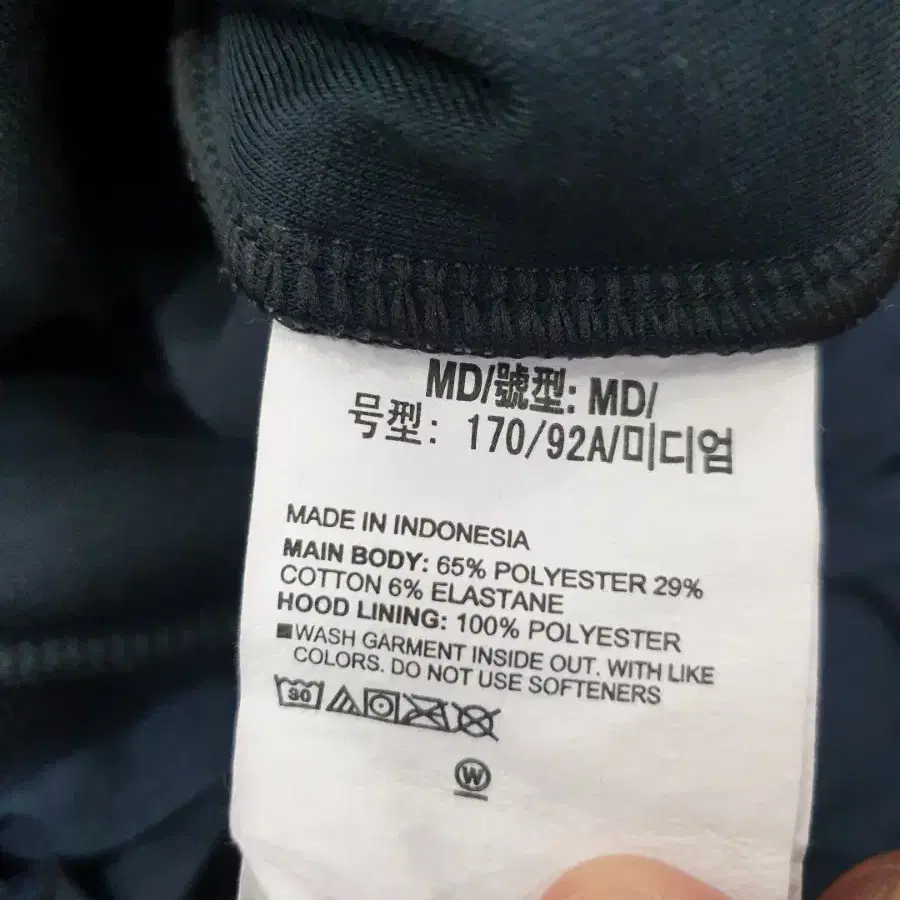 MD/號型: MD/
号型: 170/92A/미디엄
MADE IN INDONESIA
MAIN BODY: 65% POLYESTER 29%
COTTON 6% ELASTANE
HOOD LINING: 100% POLYESTER
WASH GARMENT INSIDE OUT. WITH LIKE
COLORS. DO NOT USE SOFTENERS
30
W